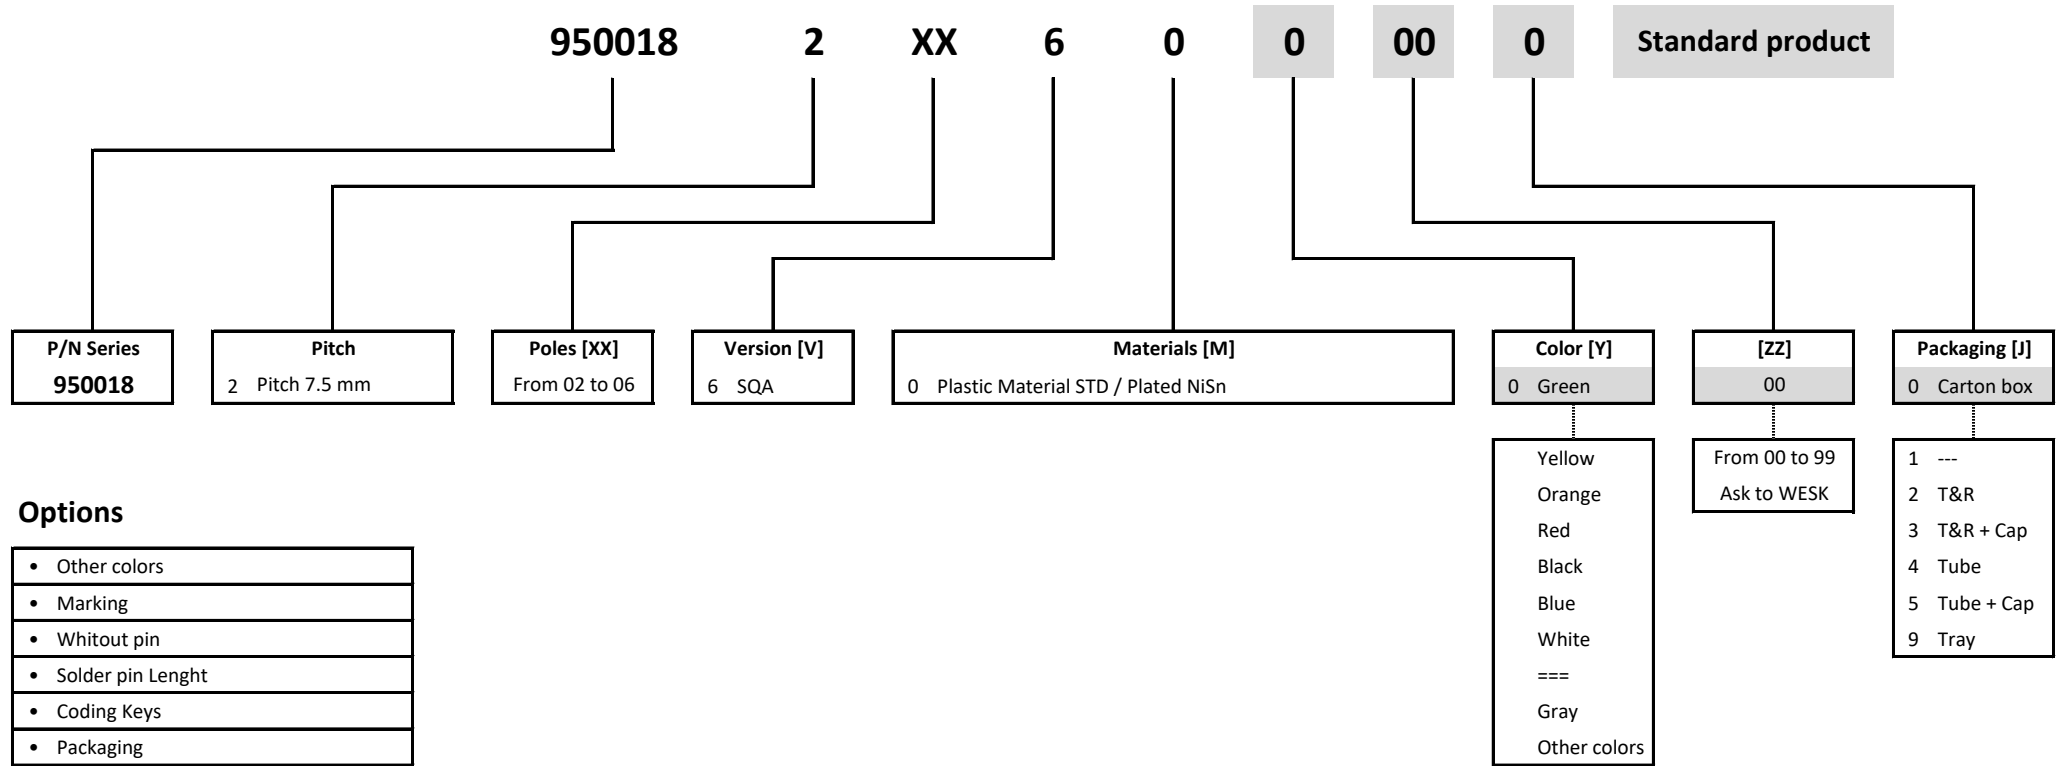 950018 2 XX 6 0 0 00 0 Standard product
P/N Series Pitch Poles [XX] Version [V] Materials [M] Color [Y] [ZZ] Packaging [J]
950018 2 Pitch 7.5 mm From 02 to 06 6 SQA 0 Plastic Material STD / Plated NiSn 0 Green 00 0 Carton box
Yellow From 00 to 99 1 ---
Orange Ask to WESK 2 T&R
Red 3 T&R + Cap
Black 4 Tube
Blue 5 Tube + Cap
White 9 Tray
===
Gray
Other colors
Options
• Other colors
• Marking
• Whitout pin
• Solder pin Lenght
• Coding Keys
• Packaging